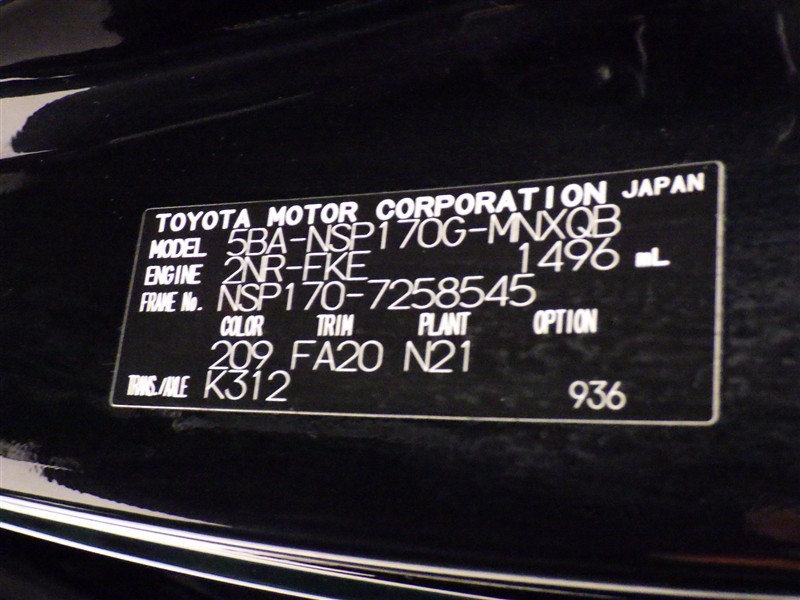 TOYOTA MOTOR CORPORATION JAPAN
MODEL 5BA-NSP170G-MNXQB
ENGINE 2NR-FKE 1496 mL
FRAME No. NSP170-7258545
COLOR TRIM PLANT OPTION
209 FA20 N21
TRANS./AXLE K312 936